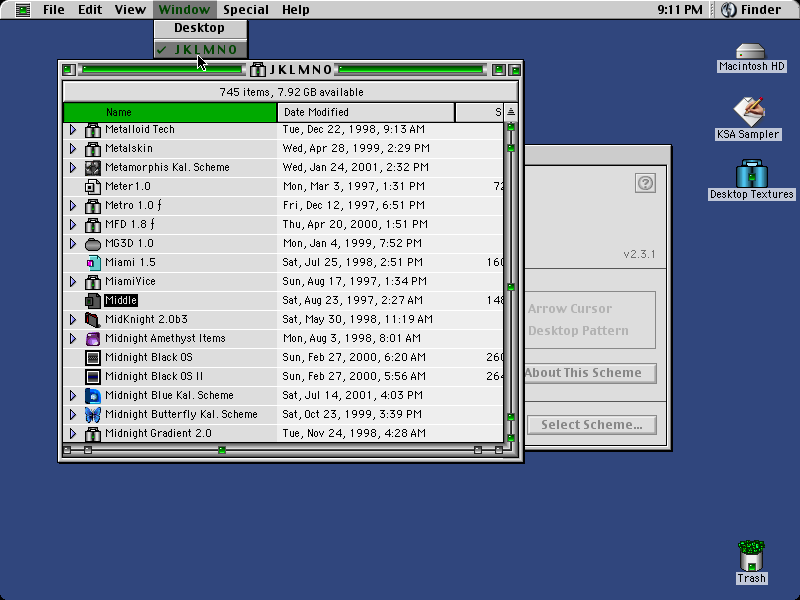 File Edit View Window Special Help 9:11 PM Finder
Desktop
✓ JKLMNO
JKLMNO
745 items, 7.92 GB available
Name Date Modified S
Metalloid Tech Tue, Dec 22, 1998, 9:13 AM
Metalskin Wed, Apr 28, 1999, 2:29 PM
Metamorphis Kal. Scheme Wed, Jan 24, 2001, 2:32 PM
Meter1.0 Mon, Mar 3, 1997, 1:31 PM 72
Metro 1.0 ƒ Fri, Dec 12, 1997, 6:51 PM
MFD 1.8 ƒ Thu, Apr 20, 2000, 1:51 PM
MG3D 1.0 Mon, Jan 4, 1999, 7:52 PM
Miami 1.5 Sat, Jul 25, 1998, 2:51 PM 160
MiamiVice Sun, Aug 17, 1997, 1:34 PM
Middle Sat, Aug 23, 1997, 2:27 AM 148
MidKnight 2.0b3 Sat, May 30, 1998, 11:19 AM
Midnight Amethyst Items Mon, Aug 3, 1998, 8:01 AM
Midnight Black OS Sun, Feb 27, 2000, 6:20 AM 260
Midnight Black OS II Sun, Feb 27, 2000, 5:56 AM 264
Midnight Blue Kal. Scheme Sat, Jul 14, 2001, 4:03 PM
Midnight Butterfly Kal. Scheme Sat, Oct 23, 1999, 3:39 PM
Midnight Gradient 2.0 Tue, Nov 24, 1998, 4:28 AM
?
v2.3.1
Arrow Cursor
Desktop Pattern
About This Scheme
Select Scheme...
Macintosh HD
KSA Sampler
Desktop Textures
Trash